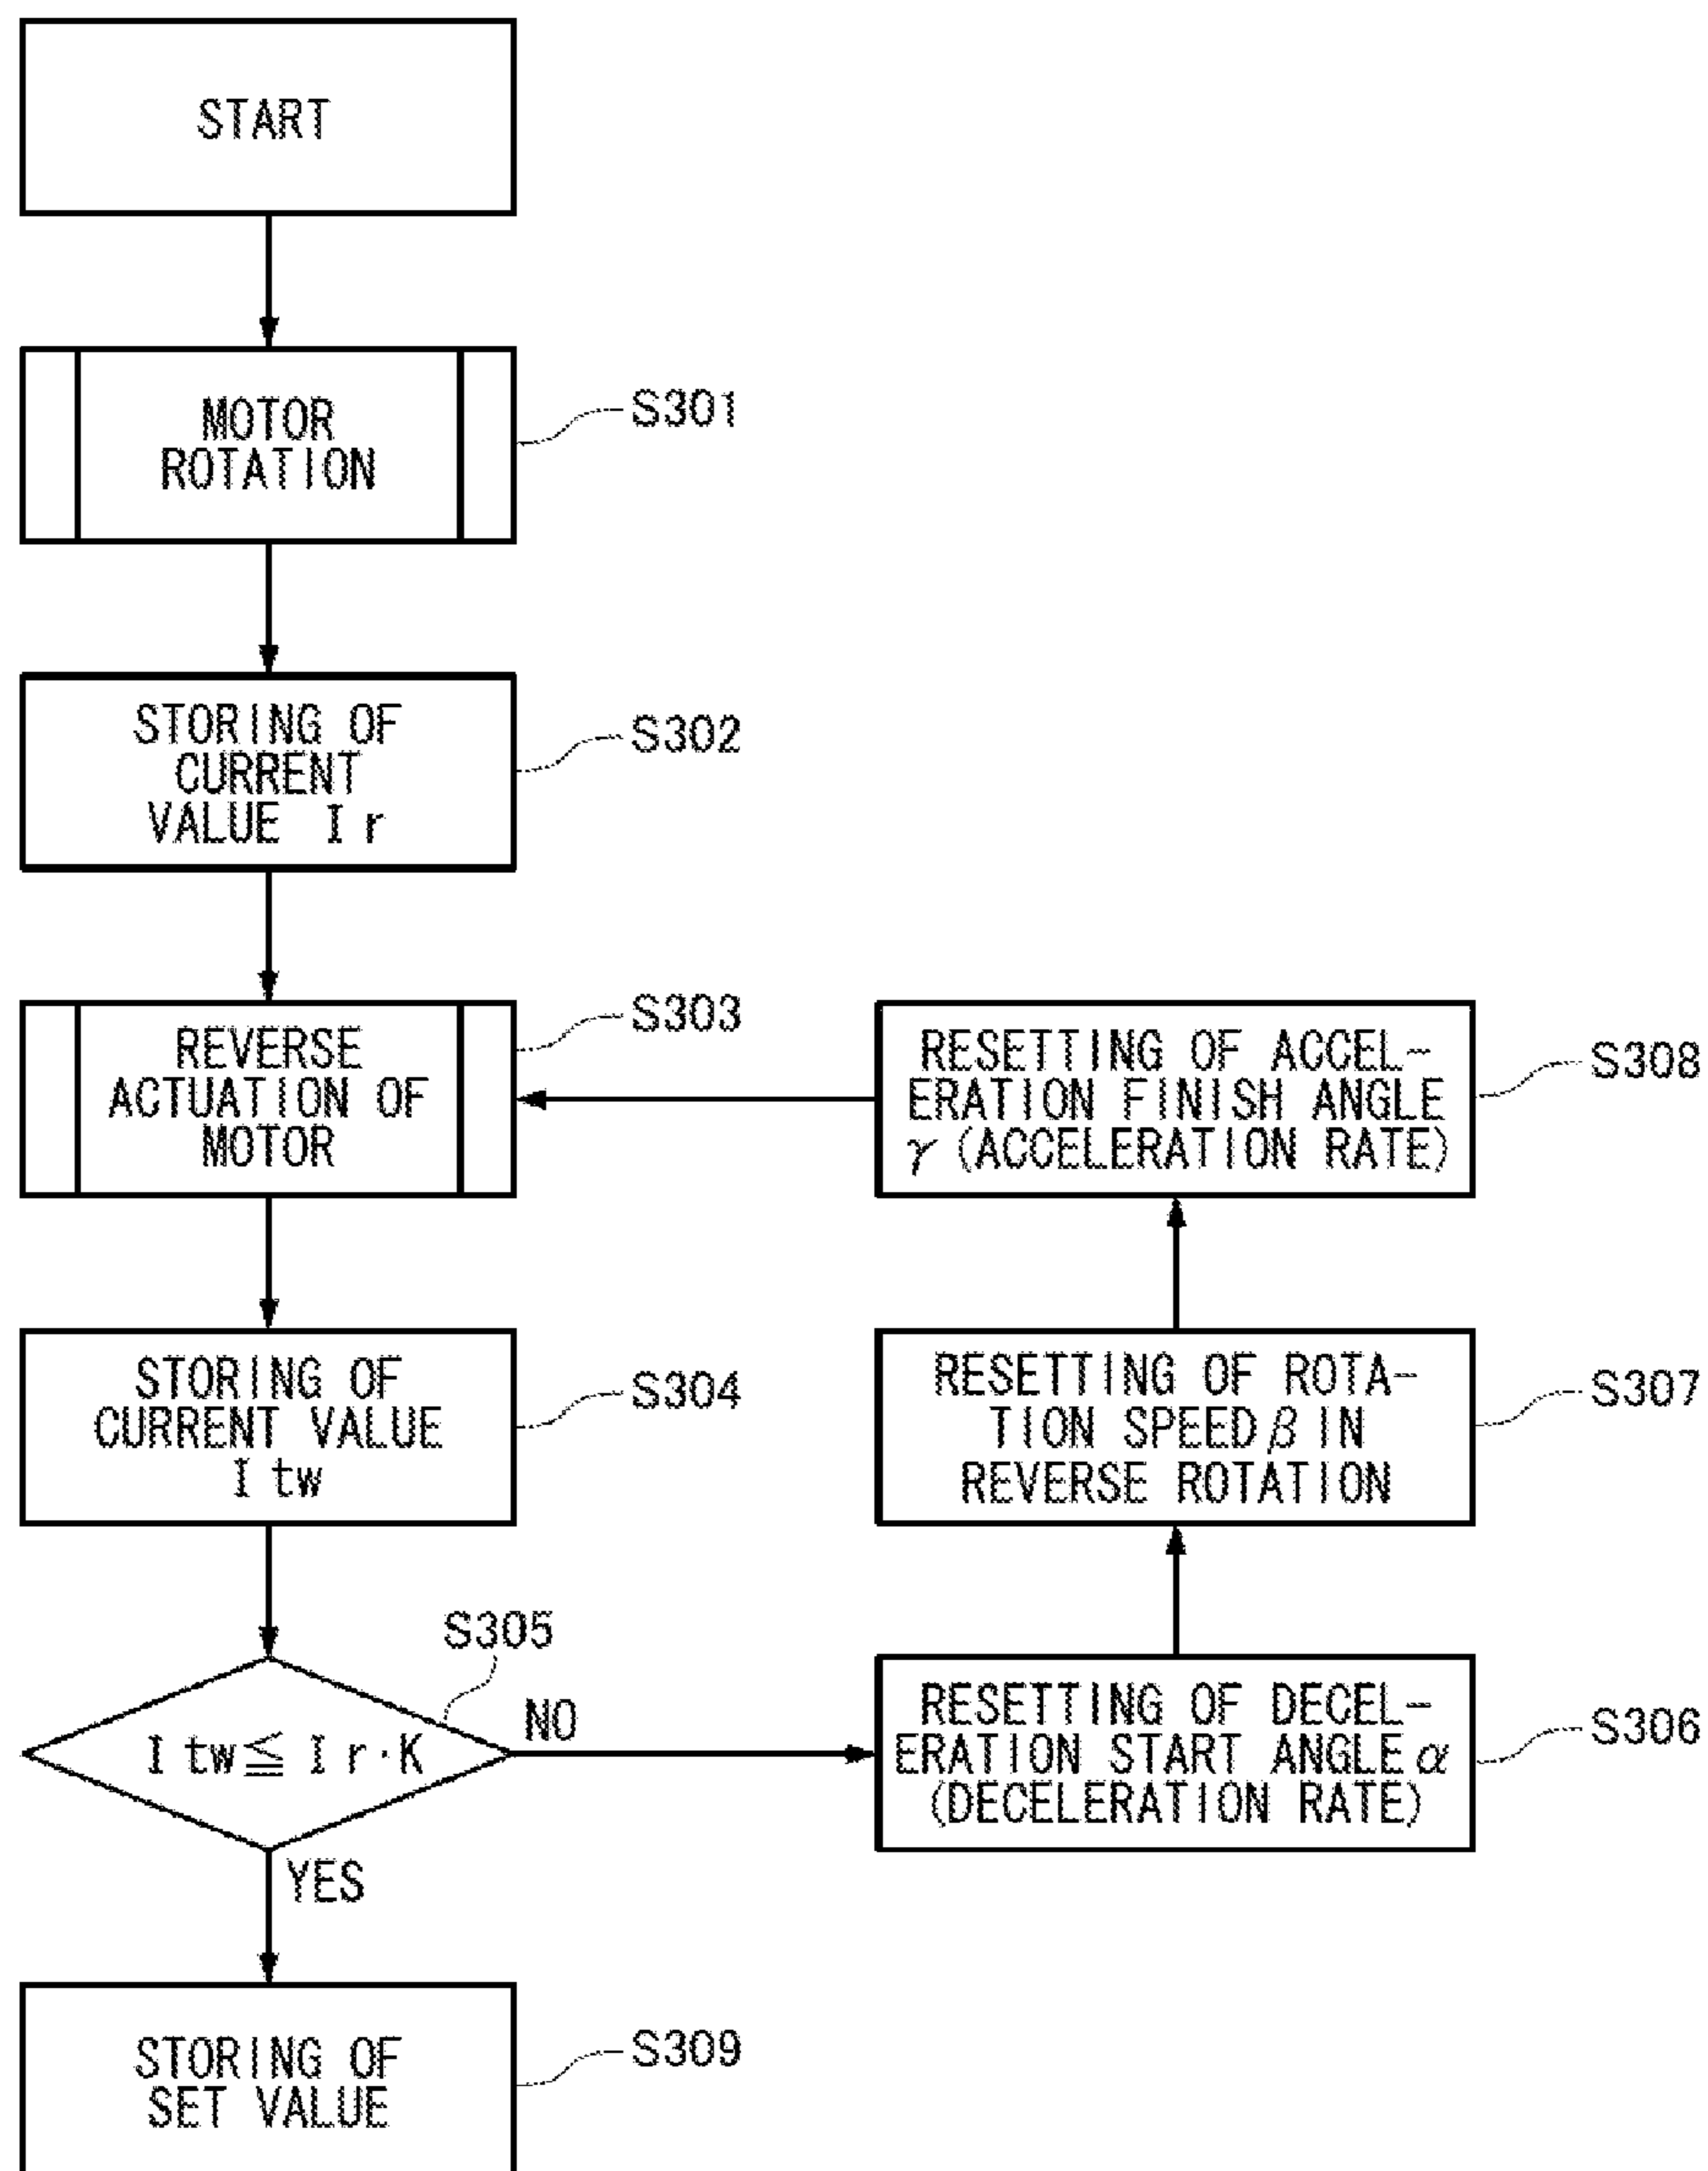 START
MOTOR
ROTATION
S301
STORING OF
CURRENT
VALUE Ir
S302
REVERSE
ACTUATION OF
MOTOR
S303
STORING OF
CURRENT VALUE
Itw
S304
S305
Itw≦Ir·K
NO
YES
RESETTING OF DECEL-
ERATION START ANGLE α
(DECELERATION RATE)
S306
RESETTING OF ROTA-
TION SPEED β IN
REVERSE ROTATION
S307
RESETTING OF ACCEL-
ERATION FINISH ANGLE
γ (ACCELERATION RATE)
S308
STORING OF
SET VALUE
S309